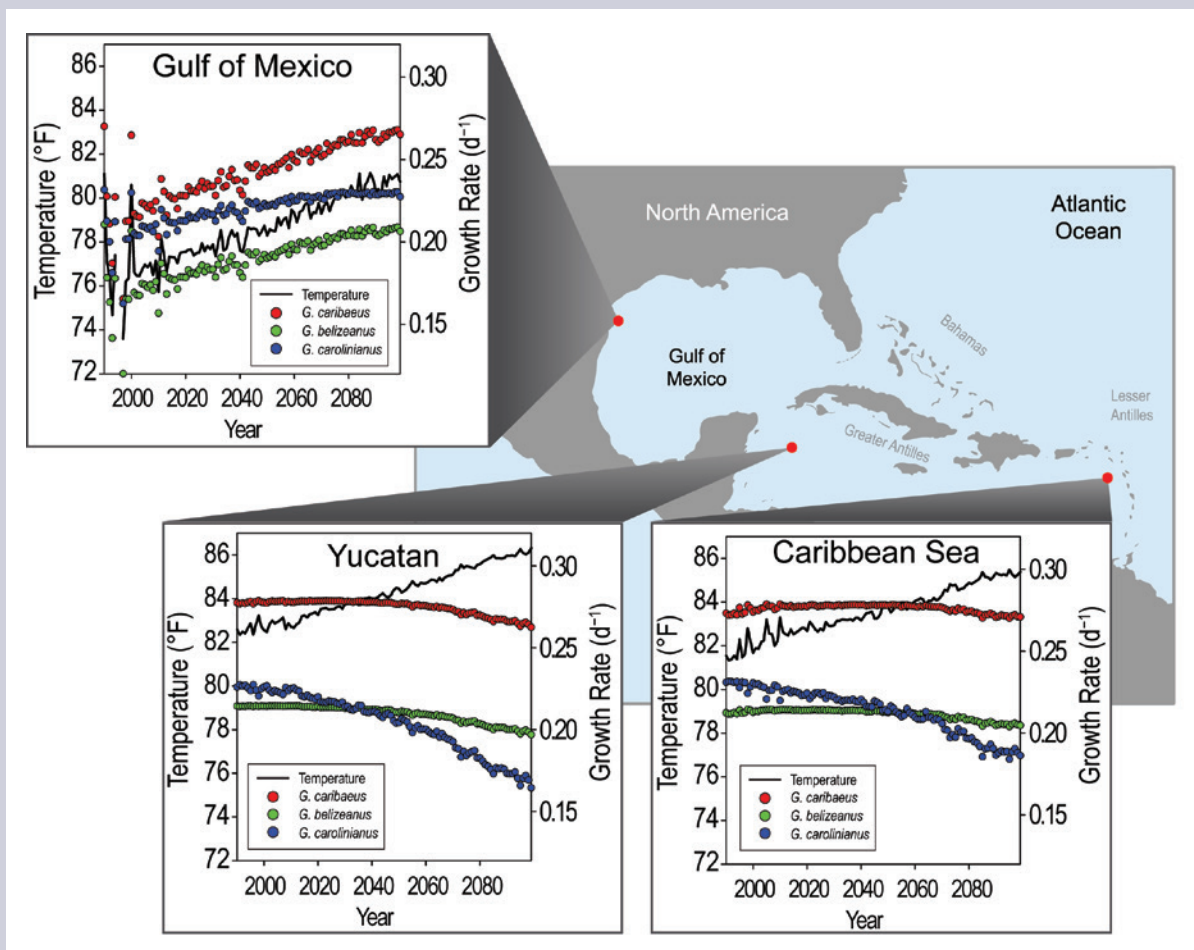 Gulf of Mexico
86
84
82
80
78
76
74
72
Temperature (°F)
0.30
0.25
0.20
0.15
Growth Rate (d⁻¹)
Temperature
G. caribaeus
G. belizeanus
G. carolinianus
2000 2020 2040 2060 2080
Year
North America
Atlantic
Ocean
Gulf of
Mexico
Bahamas
Lesser
Antilles
Greater Antilles
Yucatan
86
84
82
80
78
76
74
72
Temperature (°F)
0.30
0.25
0.20
0.15
Growth Rate (d⁻¹)
Temperature
G. caribaeus
G. belizeanus
G. carolinianus
2000 2020 2040 2060 2080
Year
Caribbean Sea
86
84
82
80
78
76
74
72
Temperature (°F)
0.30
0.25
0.20
0.15
Growth Rate (d⁻¹)
Temperature
G. caribaeus
G. belizeanus
G. carolinianus
2000 2020 2040 2060 2080
Year